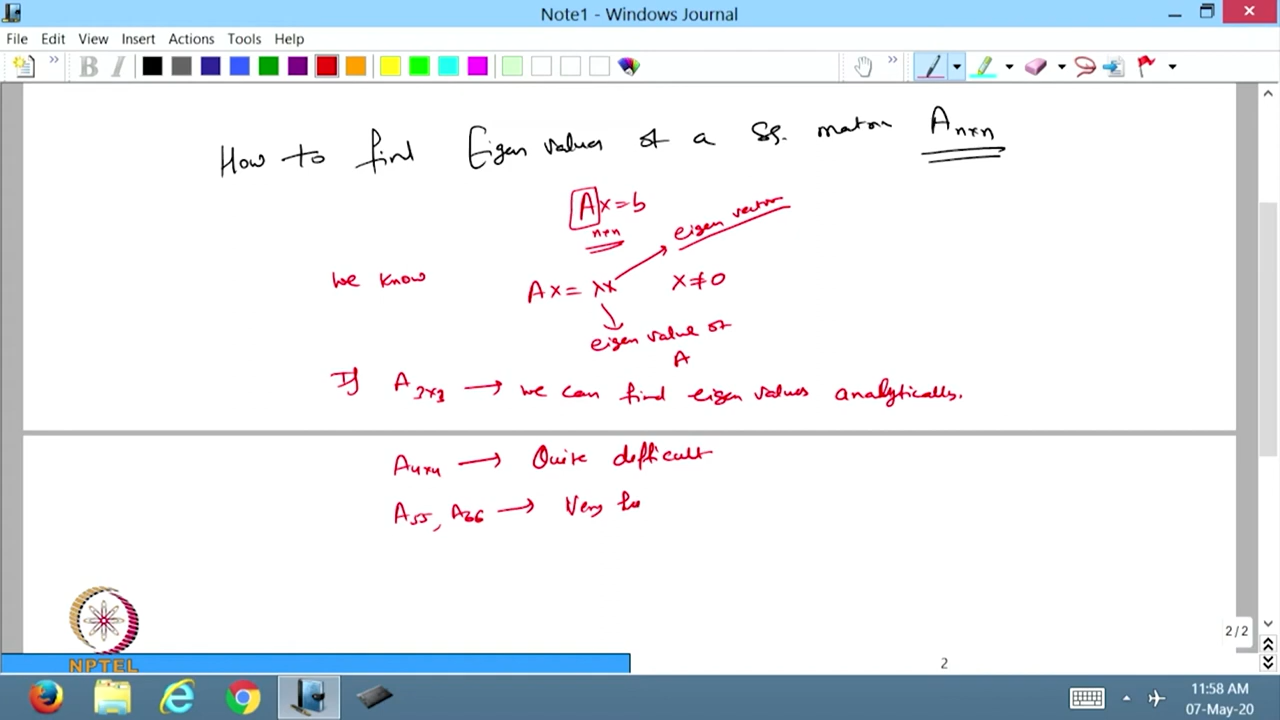 Note1 - Windows Journal
File Edit View Insert Actions Tools Help
How to find Eigen values of a sq. matrix Anxn
Ax=b
nxn
eigen vector
We know Ax = λx x≠0
eigen value of
A
If A3x3 → we can find eigen values analytically.
A4x4 → Quite defficult
A55, A66 → Very
2/2
NPTEL
2
11:58 AM
07-May-20